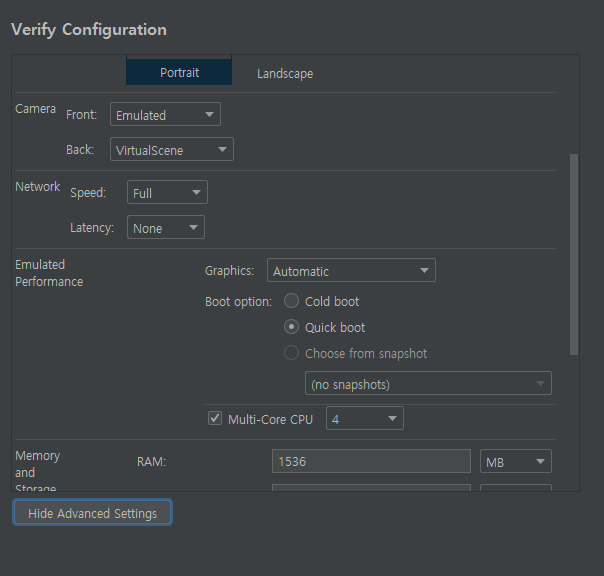 Verify Configuration
Portrait
Landscape
Camera
Front:
Emulated
Back:
VirtualScene
Network
Speed:
Full
Latency:
None
Emulated
Performance
Graphics:
Automatic
Boot option:
Cold boot
Quick boot
Choose from snapshot
(no snapshots)
Multi-Core CPU
4
Memory
and
Storage
RAM:
1536
MB
Hide Advanced Settings